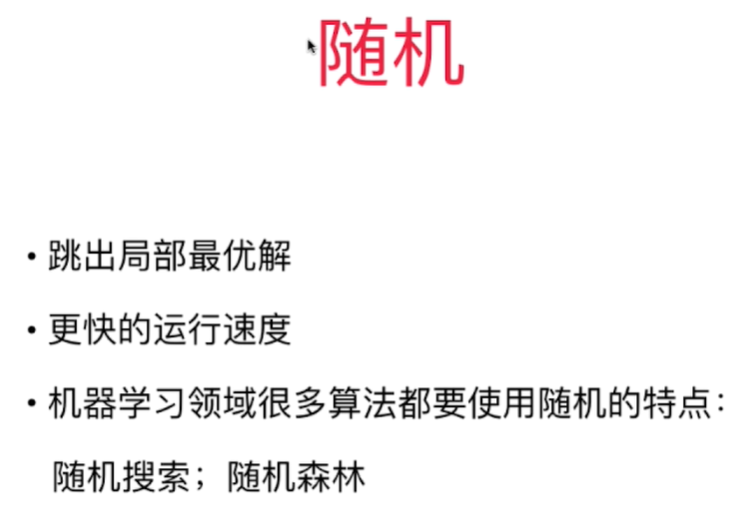 随机
• 跳出局部最优解
• 更快的运行速度
• 机器学习领域很多算法都要使用随机的特点：
随机搜索；随机森林